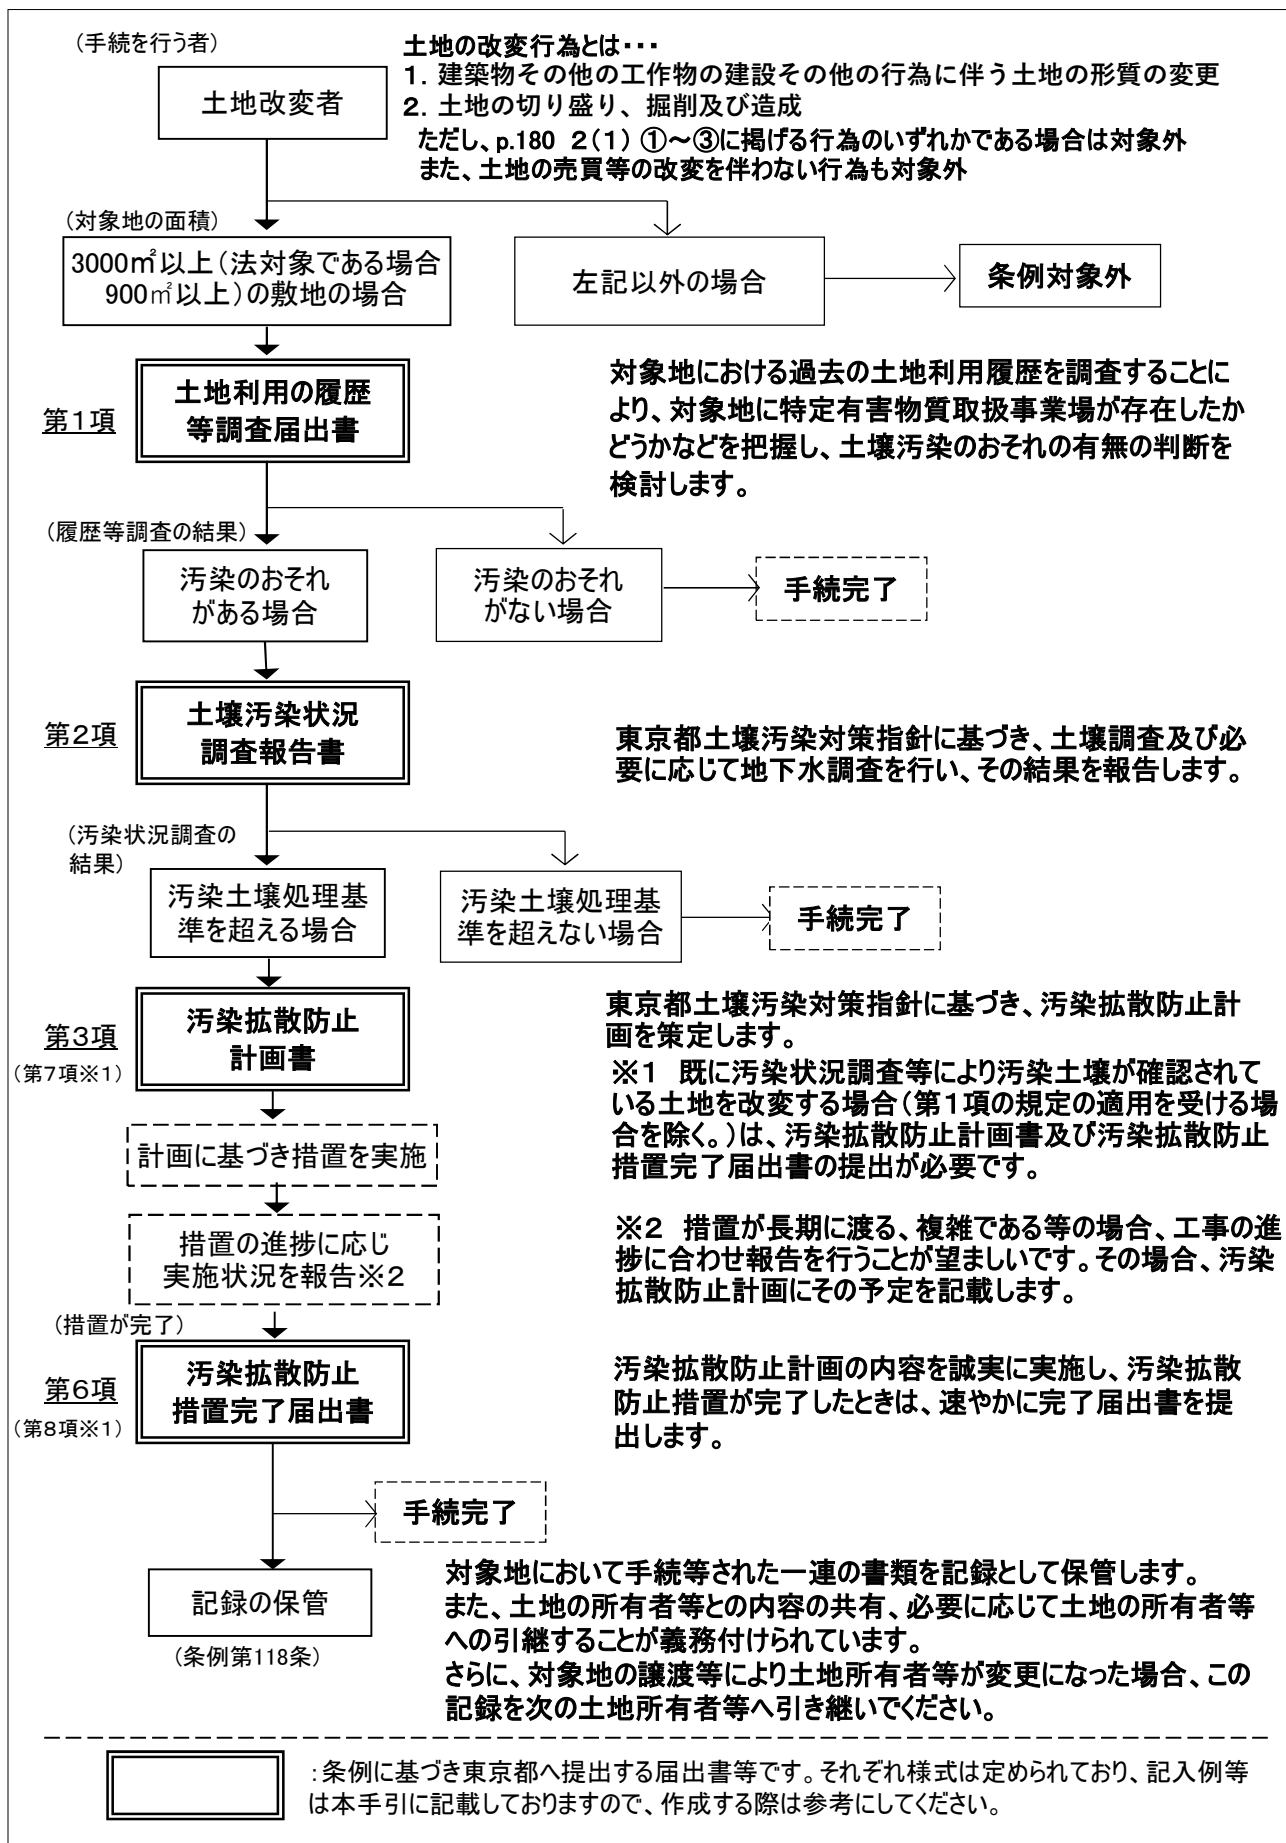 (手続を行う者)
土地改変者
土地の改変行為とは・・・
1. 建築物その他の工作物の建設その他の行為に伴う土地の形質の変更
2. 土地の切り盛り、掘削及び造成
ただし、p.180 2(1) ①～③に掲げる行為のいずれかである場合は対象外
また、土地の売買等の改変を伴わない行為も対象外
(対象地の面積)
3000㎡以上(法対象である場合
900㎡以上)の敷地の場合
左記以外の場合
条例対象外
第1項
土地利用の履歴
等調査届出書
対象地における過去の土地利用履歴を調査することに
より、対象地に特定有害物質取扱事業場が存在したか
どうかなどを把握し、土壌汚染のおそれの有無の判断を
検討します。
(履歴等調査の結果)
汚染のおそれ
がある場合
汚染のおそれ
がない場合
手続完了
第2項
土壌汚染状況
調査報告書
東京都土壌汚染対策指針に基づき、土壌調査及び必
要に応じて地下水調査を行い、その結果を報告します。
(汚染状況調査の
結果)
汚染土壌処理基
準を超える場合
汚染土壌処理基
準を超えない場合
手続完了
第3項
(第7項※1)
汚染拡散防止
計画書
東京都土壌汚染対策指針に基づき、汚染拡散防止計
画を策定します。
※1 既に汚染状況調査等により汚染土壌が確認されて
いる土地を改変する場合(第1項の規定の適用を受ける場
合を除く。)は、汚染拡散防止計画書及び汚染拡散防止
措置完了届出書の提出が必要です。
計画に基づき措置を実施
措置の進捗に応じ
実施状況を報告※2
※2 措置が長期に渡る、複雑である等の場合、工事の進
捗に合わせ報告を行うことが望ましいです。その場合、汚染
拡散防止計画にその予定を記載します。
(措置が完了)
第6項
(第8項※1)
汚染拡散防止
措置完了届出書
汚染拡散防止計画の内容を誠実に実施し、汚染拡散
防止措置が完了したときは、速やかに完了届出書を提
出します。
手続完了
記録の保管
(条例第118条)
対象地において手続等された一連の書類を記録として保管します。
また、土地の所有者等との内容の共有、必要に応じて土地の所有者等
への引継することが義務付けられています。
さらに、対象地の譲渡等により土地所有者等が変更になった場合、この
記録を次の土地所有者等へ引き継いでください。
:条例に基づき東京都へ提出する届出書等です。それぞれ様式は定められており、記入例等
は本手引に記載しておりますので、作成する際は参考にしてください。